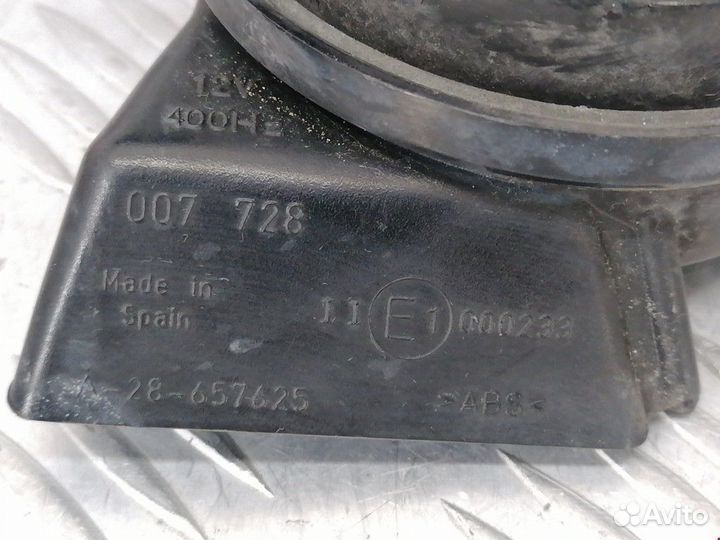 12V
400Hz
007 728
Made in
Spain
II E1 000233
A-28-657625
>ABS<
Avito